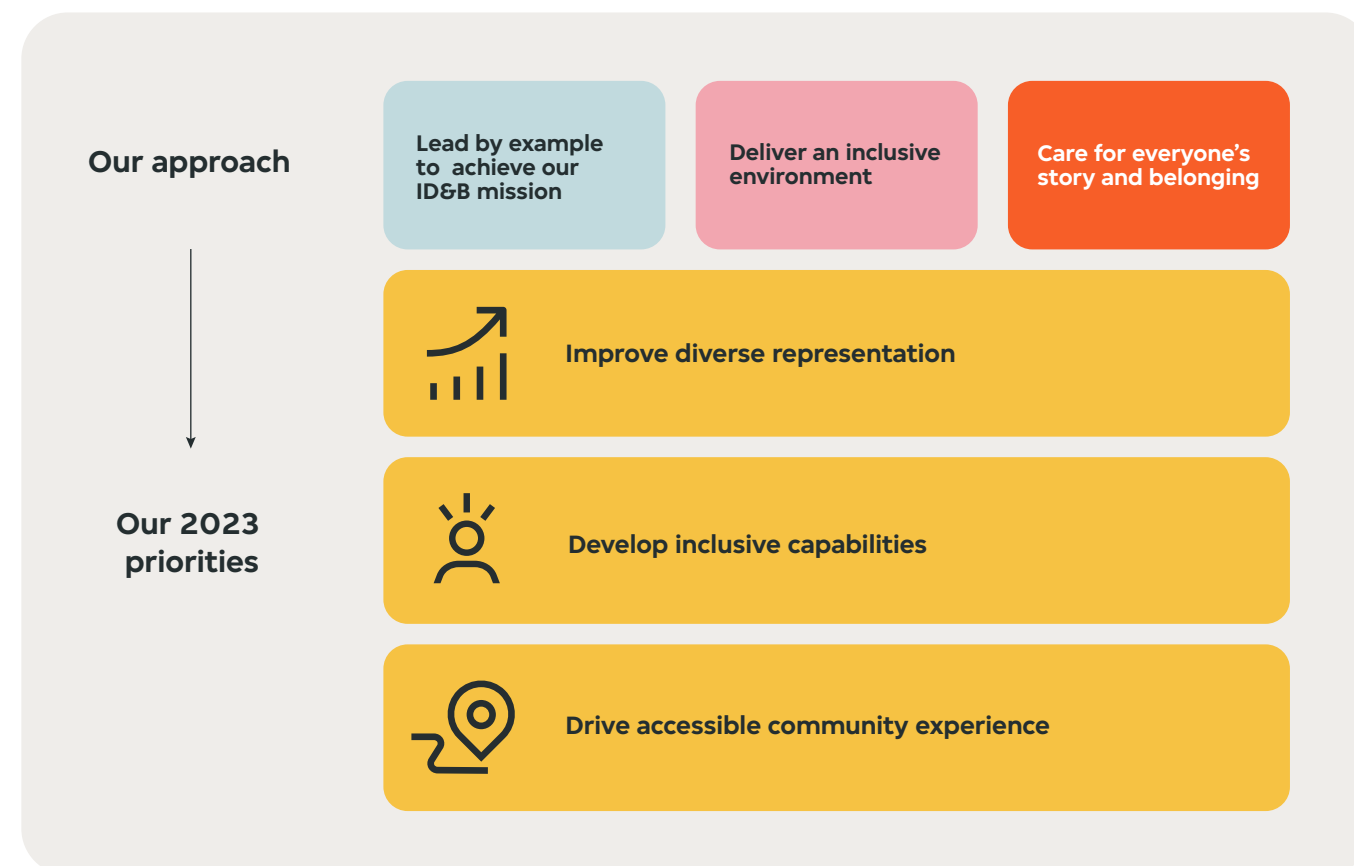 Our approach
Lead by example
to achieve our
ID&B mission
Deliver an inclusive
environment
Care for everyone’s
story and belonging
Our 2023
priorities
Improve diverse representation
Develop inclusive capabilities
Drive accessible community experience